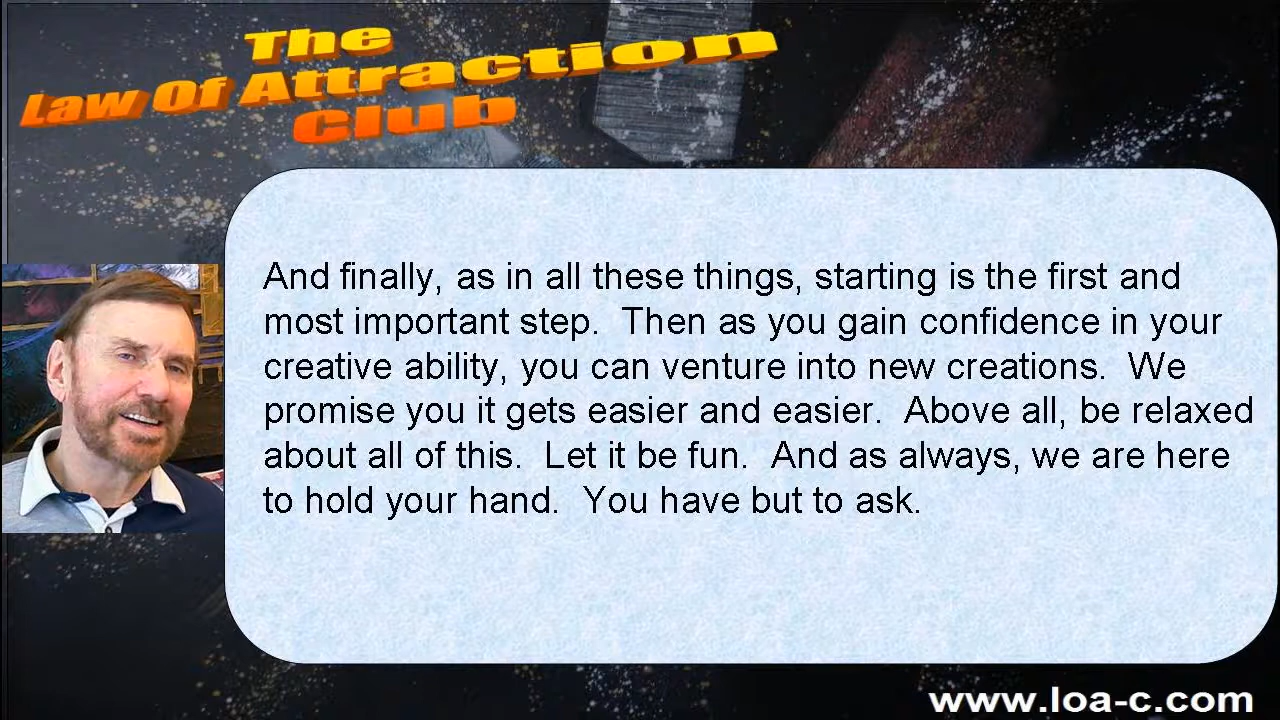 The
Law Of Attraction
Club
And finally, as in all these things, starting is the first and
most important step.  Then as you gain confidence in your
creative ability, you can venture into new creations.  We
promise you it gets easier and easier.  Above all, be relaxed
about all of this.  Let it be fun.  And as always, we are here
to hold your hand.  You have but to ask.
www.loa-c.com